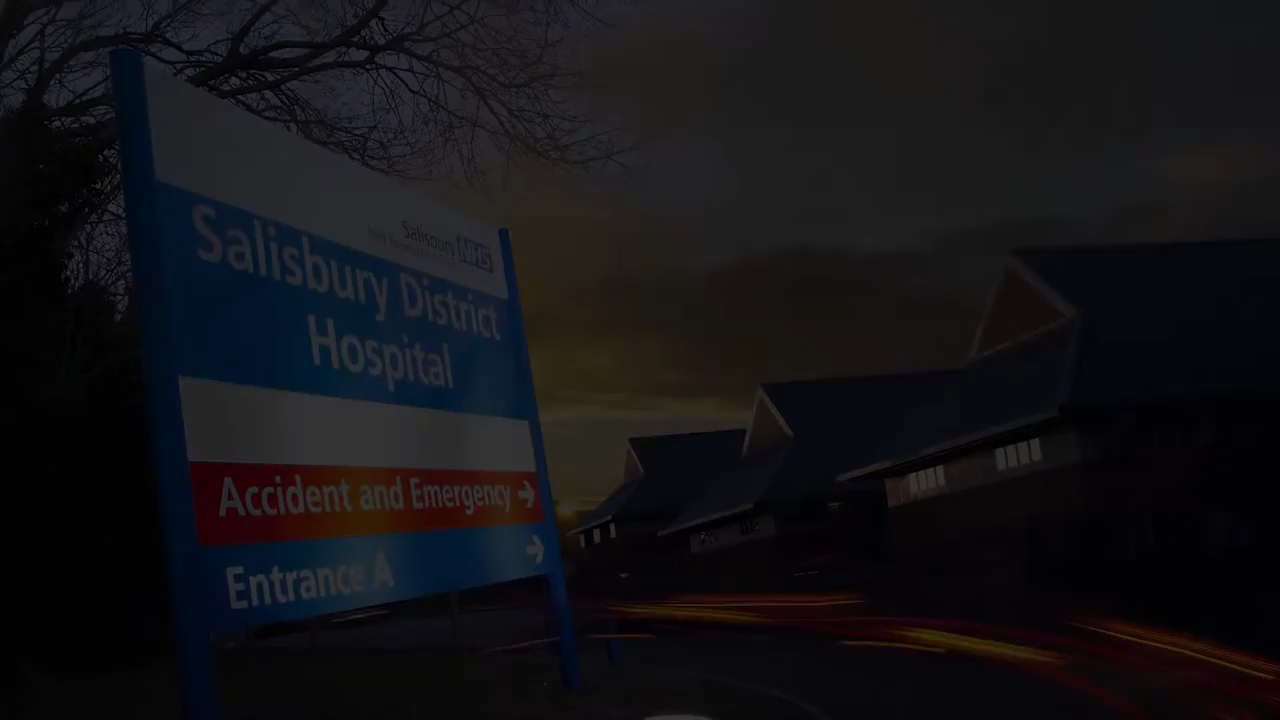 Salisbury NHS
Salisbury District
Hospital
Accident and Emergency →
Entrance A →